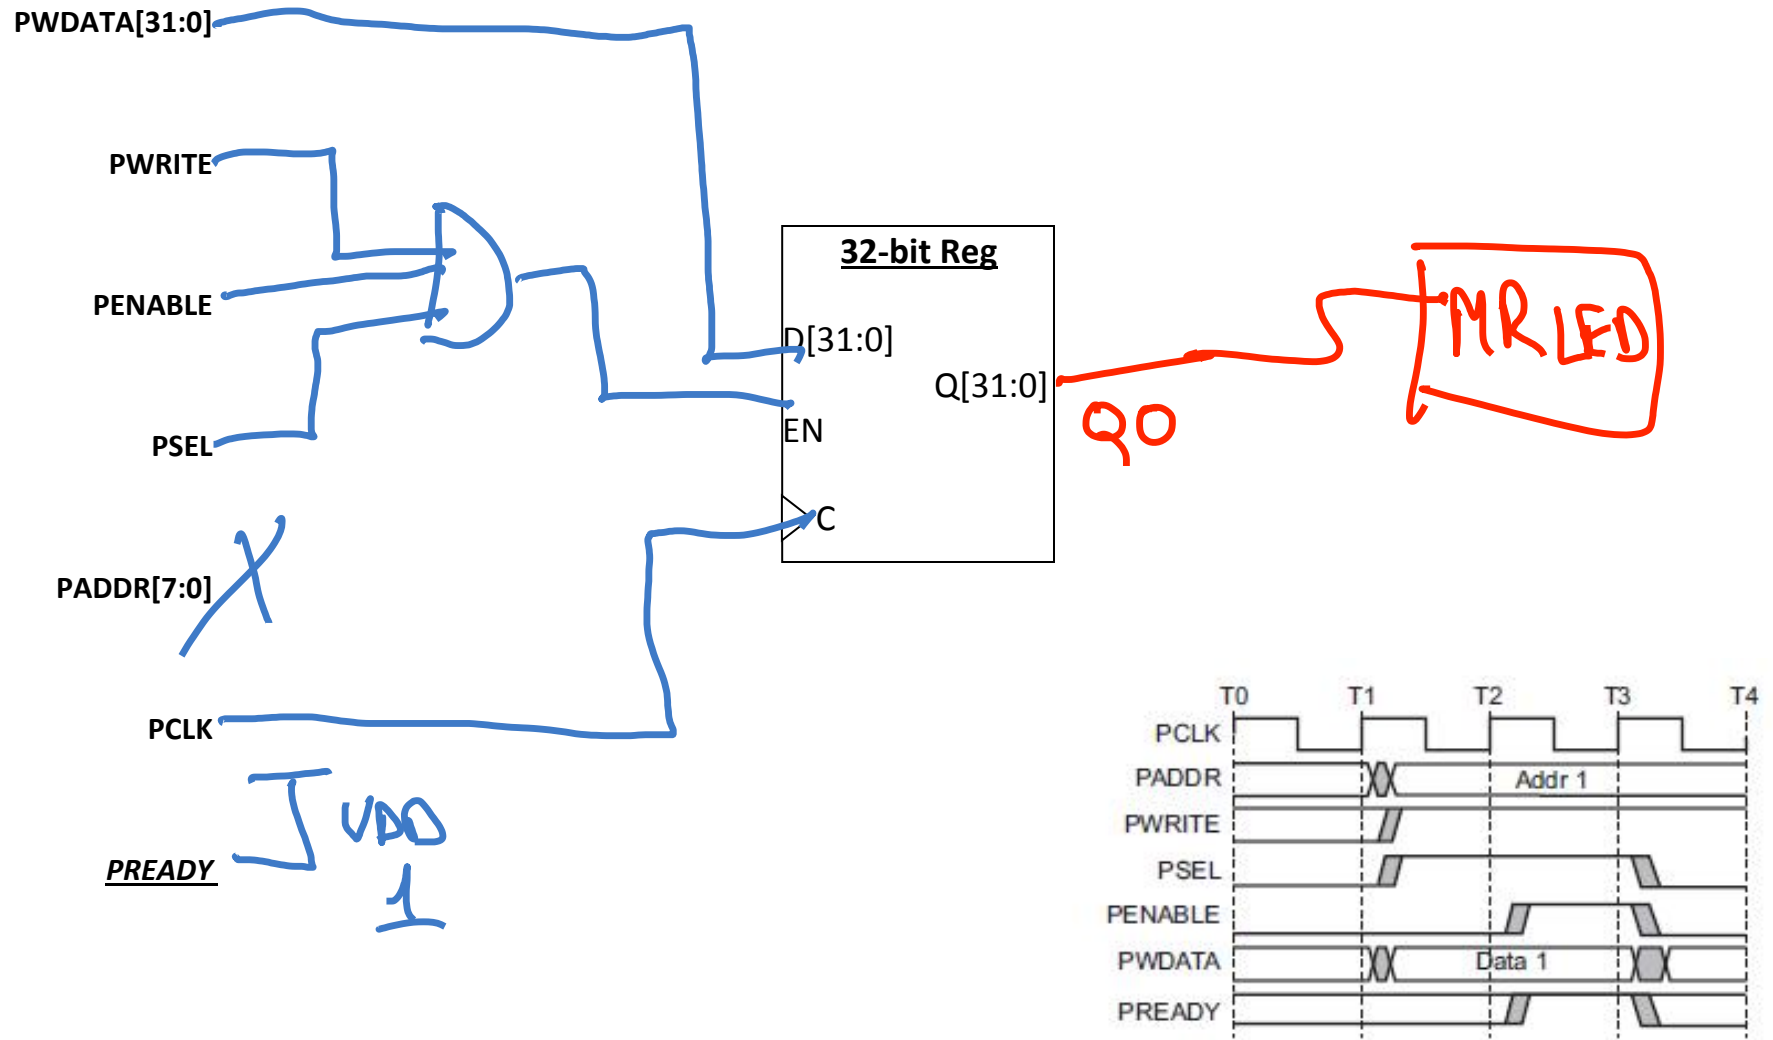 PWDATA[31:0]
PWRITE
PENABLE
PSEL
PADDR[7:0]
X
PCLK
PREADY
VDD
1
32-bit Reg
D[31:0]
Q[31:0]
EN
C
Q0
MR LED
T0 T1 T2 T3 T4
PCLK
PADDR Addr 1
PWRITE
PSEL
PENABLE
PWDATA Data 1
PREADY